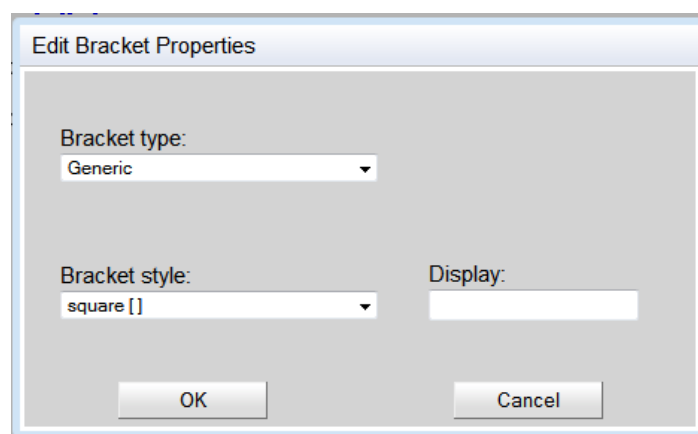 Edit Bracket Properties
Bracket type:
Generic
Bracket style:
Display:
square [ ]
OK
Cancel